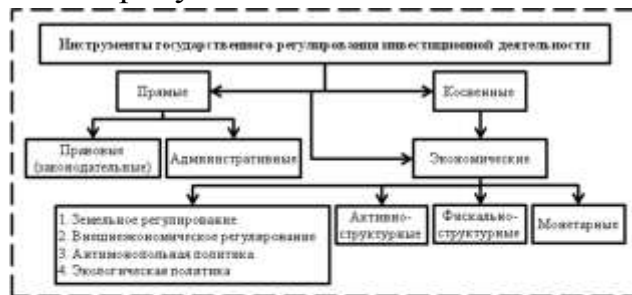 Инструменты государственного регулирования инвестиционной деятельности
Прямые
Косвенные
Правовые
(законодательные)
Административные
Экономические
1. Земельное регулирование
2. Внешнеэкономическое регулирование
3. Антимонопольная политика
4. Экологическая политика
Активно-
структурные
Фискально-
структурные
Монетарные